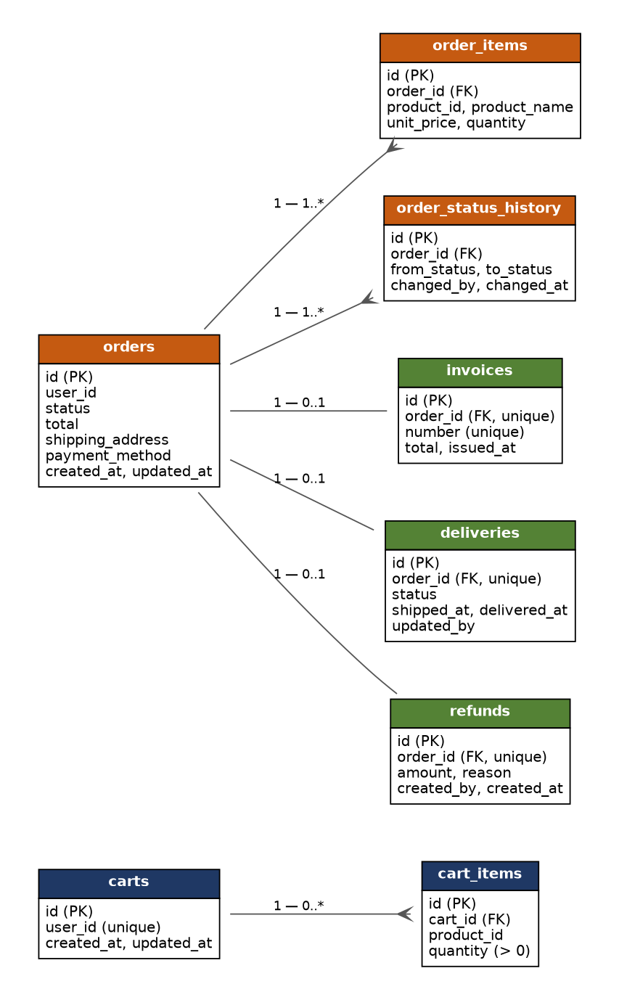 order_items
id (PK)
order_id (FK)
product_id, product_name
unit_price, quantity
1 — 1..*
order_status_history
id (PK)
order_id (FK)
from_status, to_status
changed_by, changed_at
1 — 1..*
orders
id (PK)
user_id
status
total
shipping_address
payment_method
created_at, updated_at
invoices
id (PK)
order_id (FK, unique)
number (unique)
total, issued_at
1 — 0..1
1 — 0..1
deliveries
id (PK)
order_id (FK, unique)
status
shipped_at, delivered_at
updated_by
1 — 0..1
refunds
id (PK)
order_id (FK, unique)
amount, reason
created_by, created_at
carts
id (PK)
user_id (unique)
created_at, updated_at
1 — 0..*
cart_items
id (PK)
cart_id (FK)
product_id
quantity (> 0)